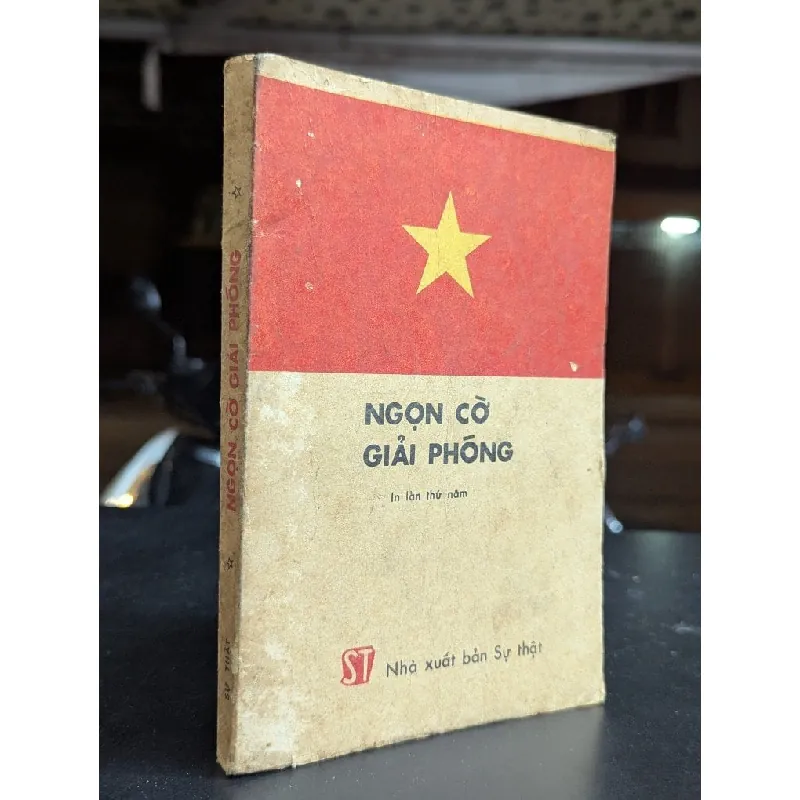 NGỌN CỜ
GIẢI PHÓNG
In lần thứ năm
ST Nhà xuất bản Sự thật
NGỌN CỜ GIẢI PHÓNG
SỰ THẬT